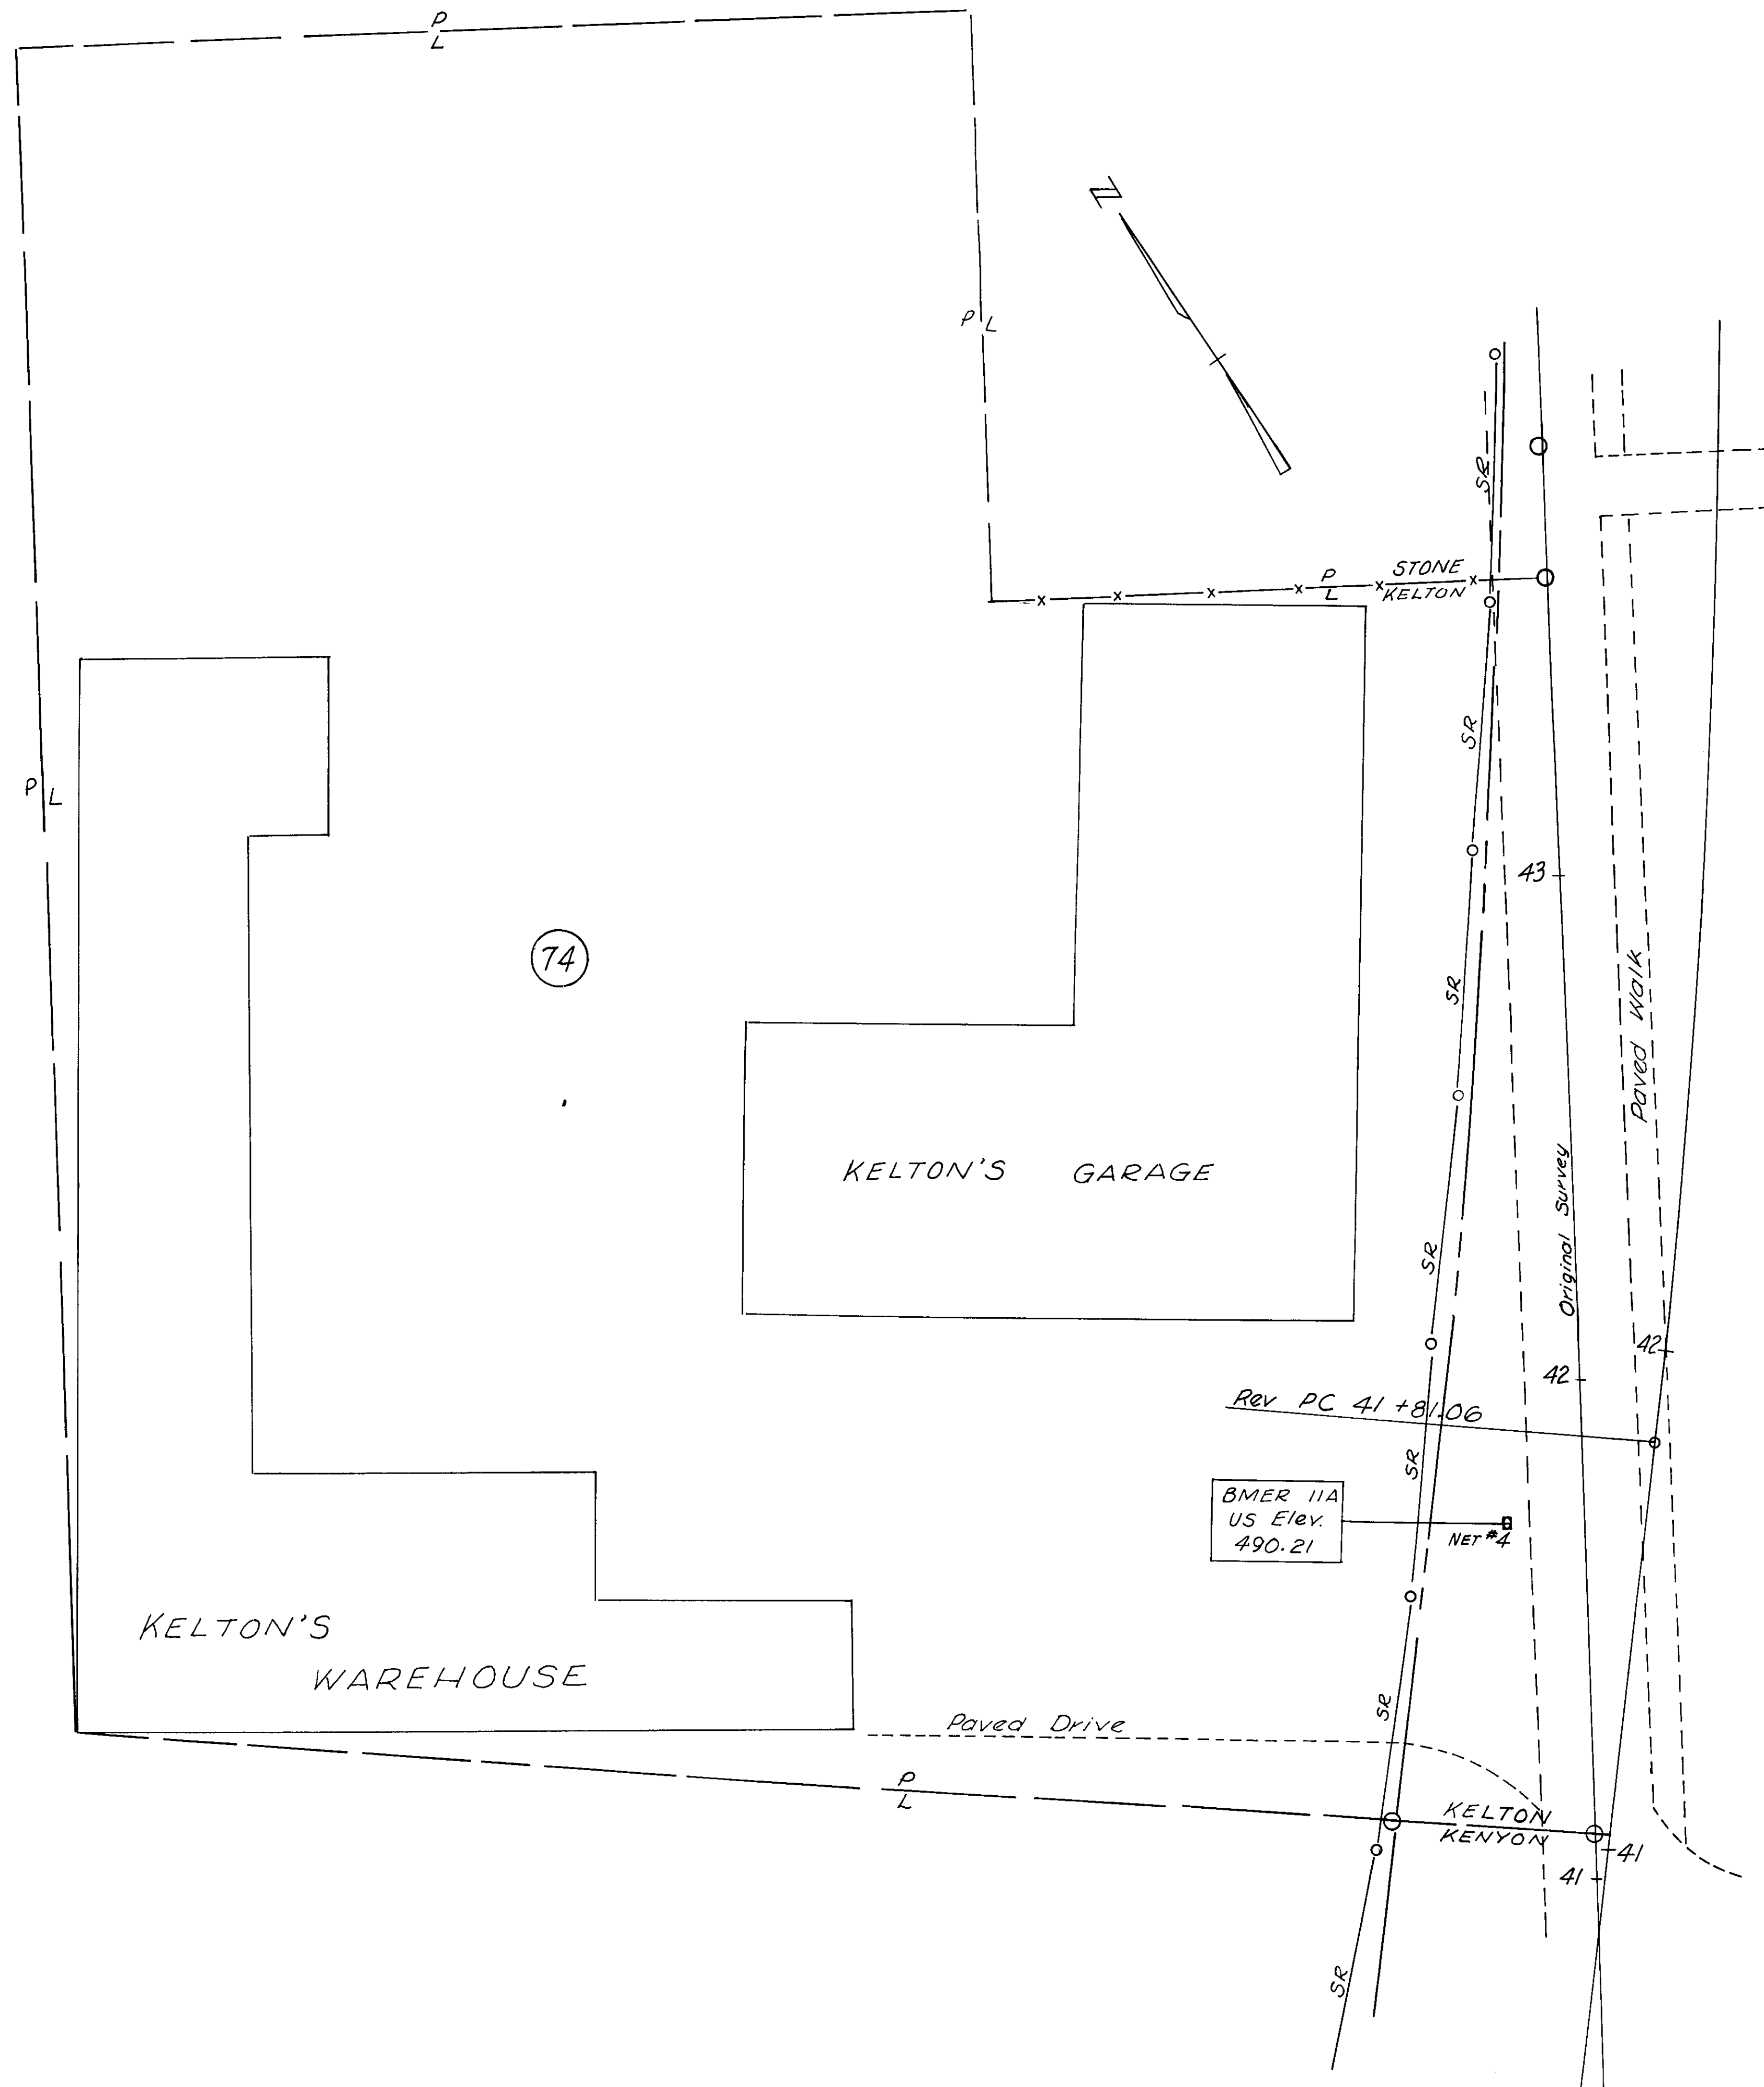 P
L
N
P L
SR
STONE
P
L
KELTON
SR
P L
43
74
SR
Paved Walk
KELTON'S GARAGE
Original Survey
SR
42
42
Rev PC 41 +81.06
SR
BMER 11A
US Elev.
490.21
NET #4
KELTON'S
WAREHOUSE
SR
Paved Drive
P
L
KELTON
KENYON
41
41
SR